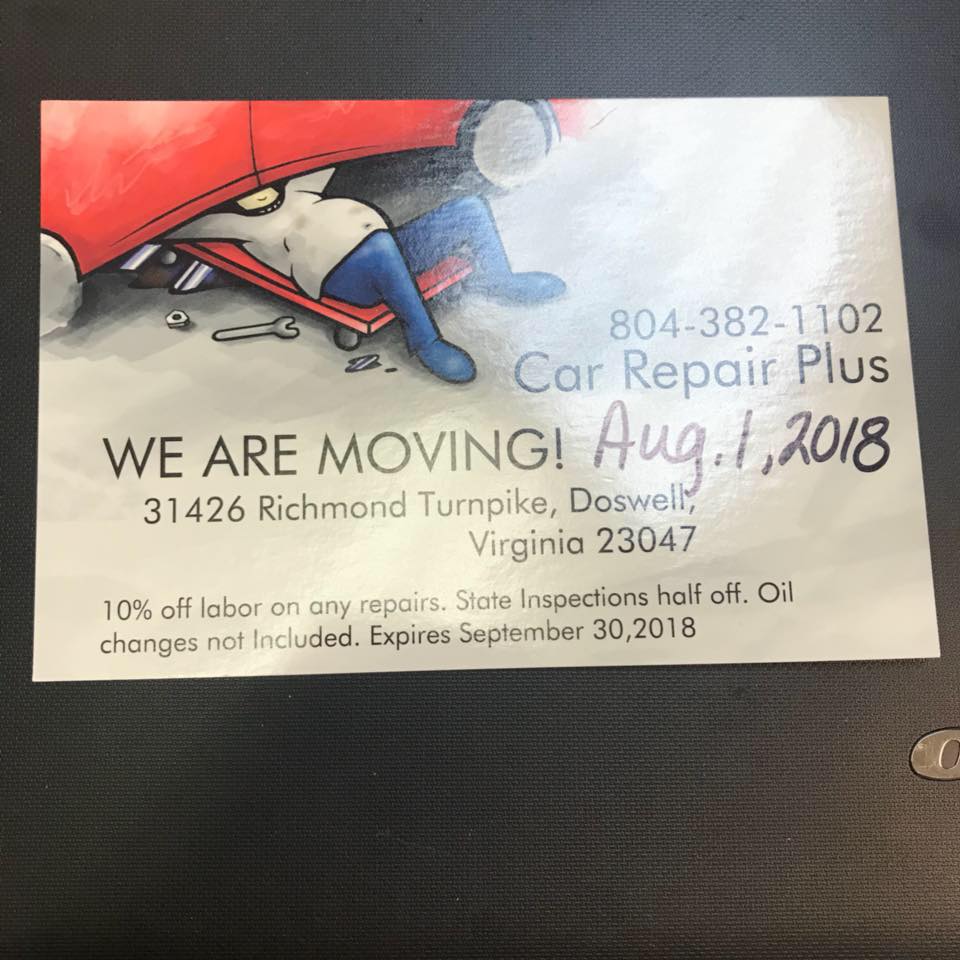 804-382-1102
Car Repair Plus
WE ARE MOVING! Aug. 1, 2018
31426 Richmond Turnpike, Doswell,
Virginia 23047
10% off labor on any repairs. State Inspections half off. Oil
changes not Included. Expires September 30,2018